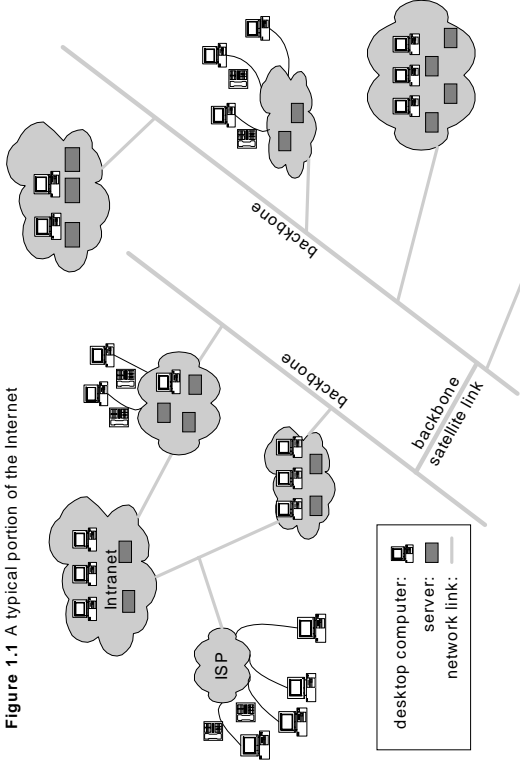 Figure 1.1 A typical portion of the Internet
Intranet
ISP
backbone
backbone
backbone
satellite link
desktop computer:
server:
network link: